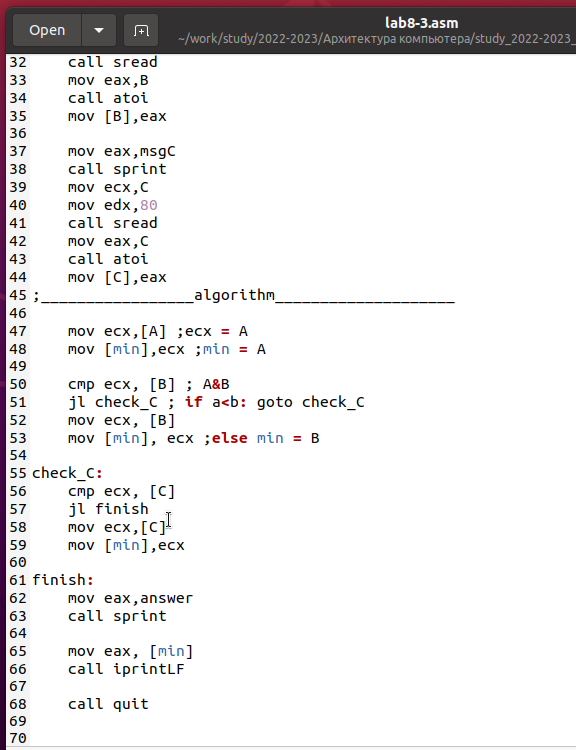 Open
lab8-3.asm
~/work/study/2022-2023/Архитектура компьютера/study_2022-2023_
32 call sread
33 mov eax,B
34 call atoi
35 mov [B],eax
36
37 mov eax,msgC
38 call sprint
39 mov ecx,C
40 mov edx,80
41 call sread
42 mov eax,C
43 call atoi
44 mov [C],eax
45 ;_________________algorithm____________________
46
47 mov ecx,[A] ;ecx = A
48 mov [min],ecx ;min = A
49
50 cmp ecx, [B] ; A&B
51 jl check_C ; if a<b: goto check_C
52 mov ecx, [B]
53 mov [min], ecx ;else min = B
54
55 check_C:
56 cmp ecx, [C]
57 jl finish
58 mov ecx,[C]
59 mov [min],ecx
60
61 finish:
62 mov eax,answer
63 call sprint
64
65 mov eax, [min]
66 call iprintLF
67
68 call quit
69
70